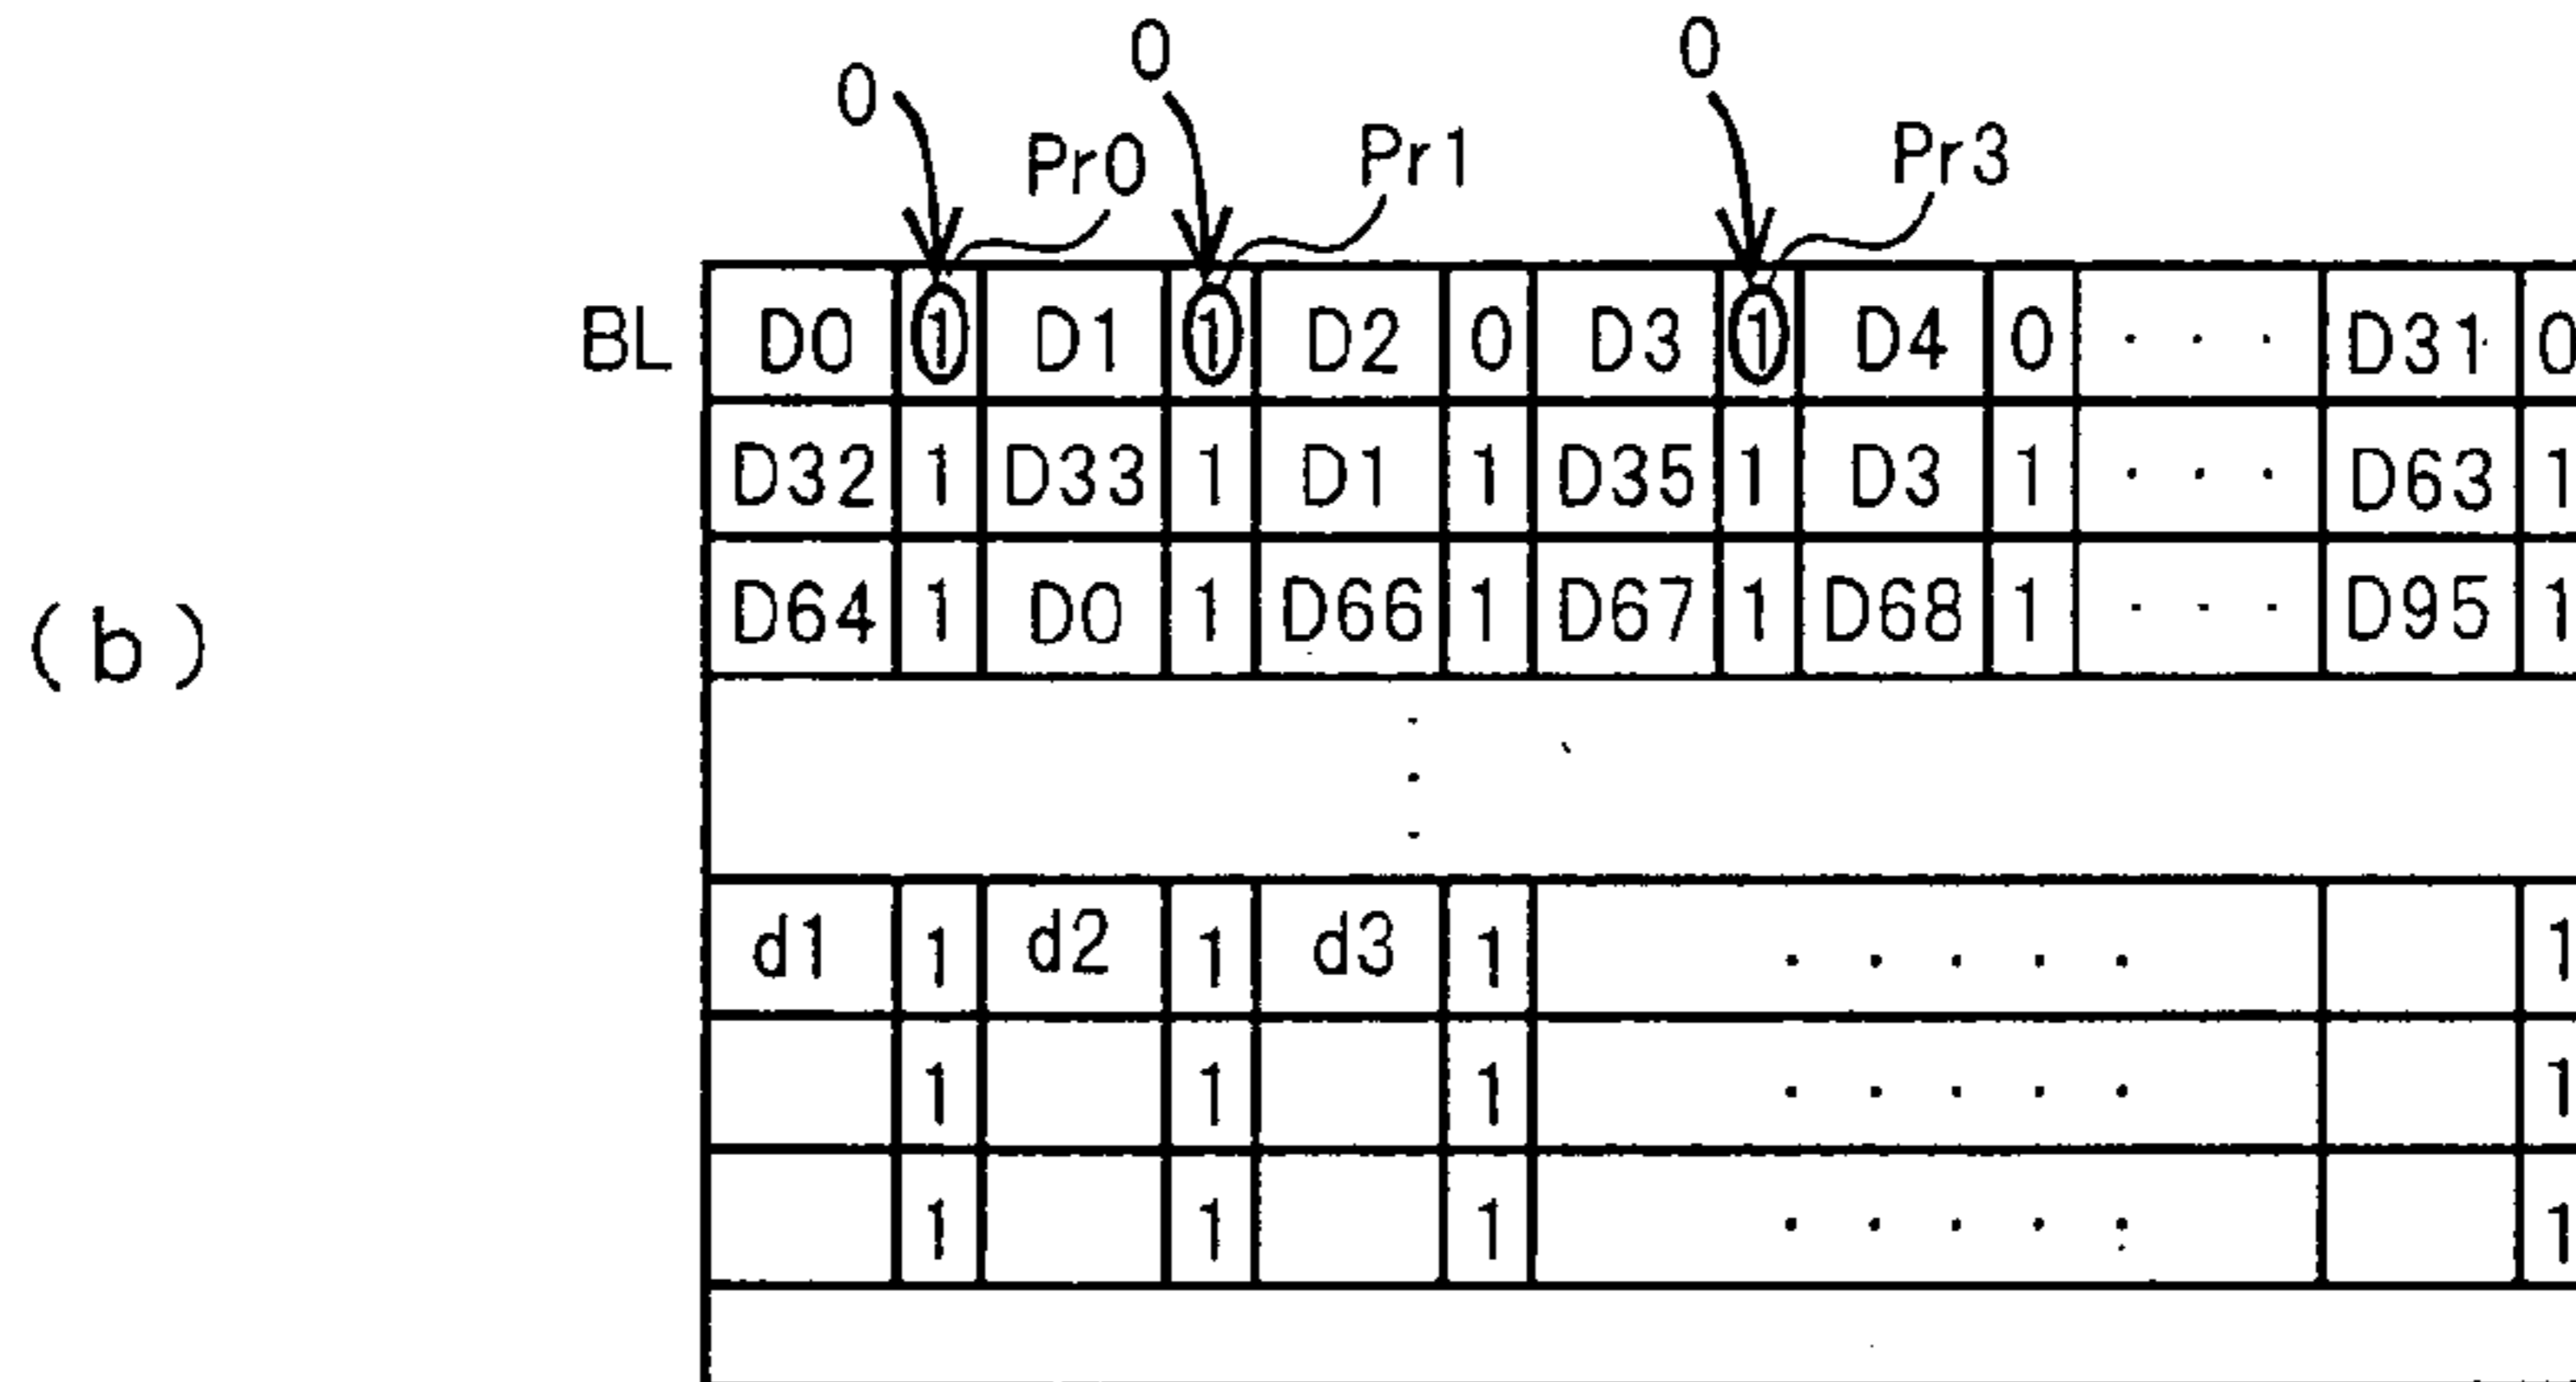 0 0 0
Pr0 Pr1 Pr3
BL D0 1 D1 1 D2 0 D3 1 D4 0 · · · D31 0
D32 1 D33 1 D1 1 D35 1 D3 1 · · · D63 1
(b) D64 1 D0 1 D66 1 D67 1 D68 1 · · · D95 1
d1 1 d2 1 d3 1 · · · · · 1
1 1 1 · · · · · 1
1 1 1 · · · · · 1